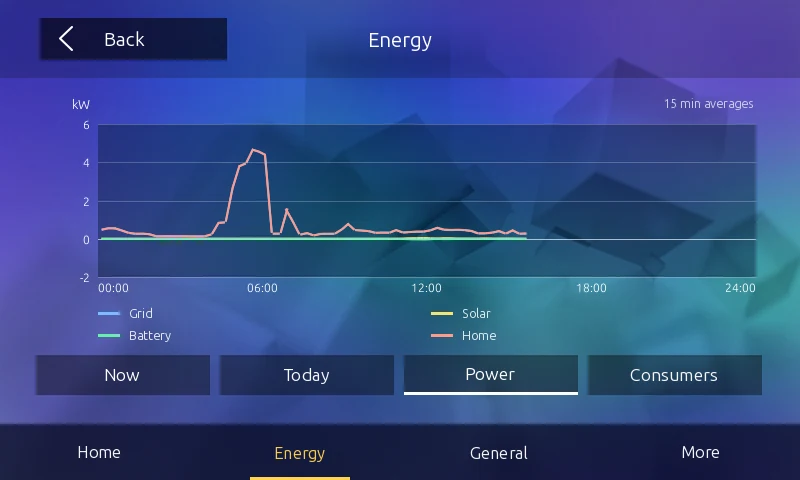 Back
Energy
kW
15 min averages
6
4
2
0
-2
00:00 06:00 12:00 18:00 24:00
Grid Solar
Battery Home
Now Today Power Consumers
Home Energy General More